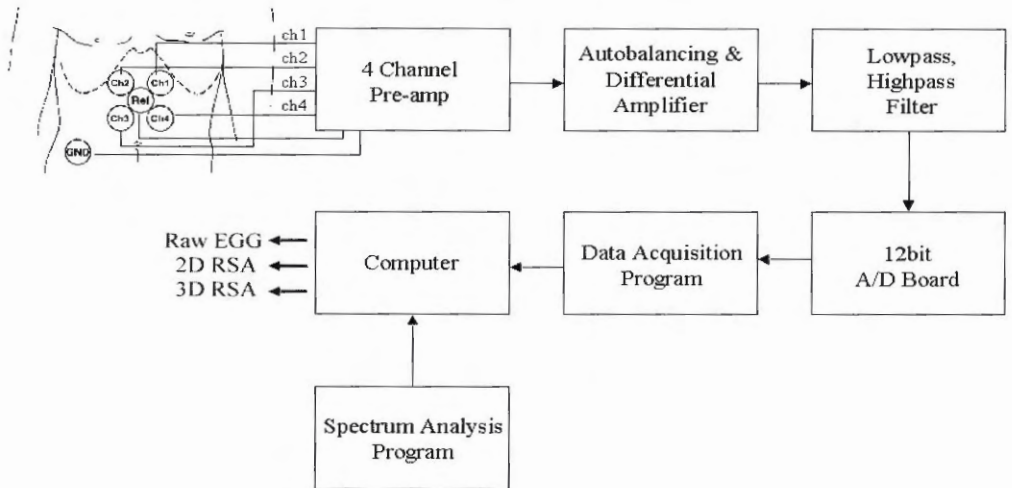 ch1
ch2
ch3
ch4
Ch2
Ch1
Ref
Ch3
Ch4
GND
4 Channel
Pre-amp
Autobalancing &
Differential
Amplifier
Lowpass,
Highpass
Filter
Raw EGG
2D RSA
3D RSA
Computer
Data Acquisition
Program
12bit
A/D Board
Spectrum Analysis
Program